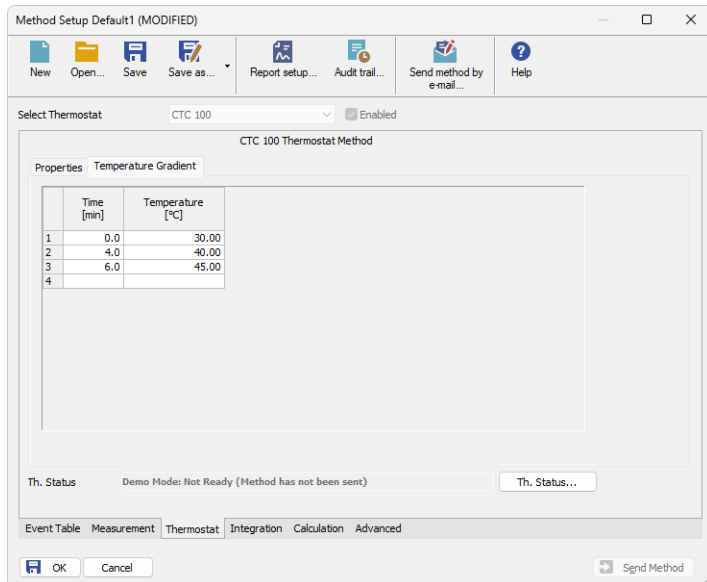 Method Setup Default1 (MODIFIED)
New Open... Save Save as... Report setup... Audit trail... Send method by
e-mail... Help
Select Thermostat CTC 100 Enabled
CTC 100 Thermostat Method
Properties Temperature Gradient
Time Temperature
[min] [°C]
1 0.0 30.00
2 4.0 40.00
3 6.0 45.00
4
Th. Status Demo Mode: Not Ready (Method has not been sent) Th. Status...
Event Table Measurement Thermostat Integration Calculation Advanced
OK Cancel Send Method